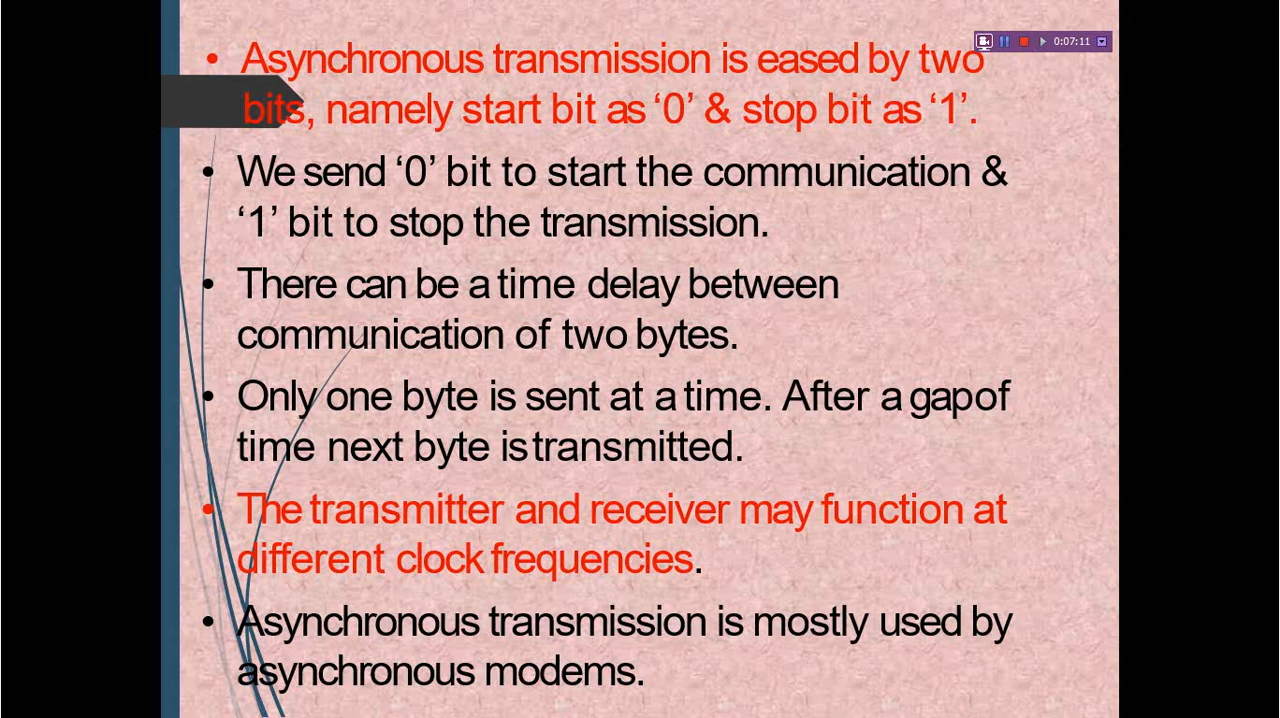 • Asynchronous transmission is eased by two
bits, namely start bit as ‘0’ & stop bit as ‘1’.
• We send ‘0’ bit to start the communication &
‘1’ bit to stop the transmission.
• There can be a time delay between
communication of two bytes.
• Only one byte is sent at a time. After a gapof
time next byte is transmitted.
• The transmitter and receiver may function at
different clock frequencies.
• Asynchronous transmission is mostly used by
asynchronous modems.
0:07:11